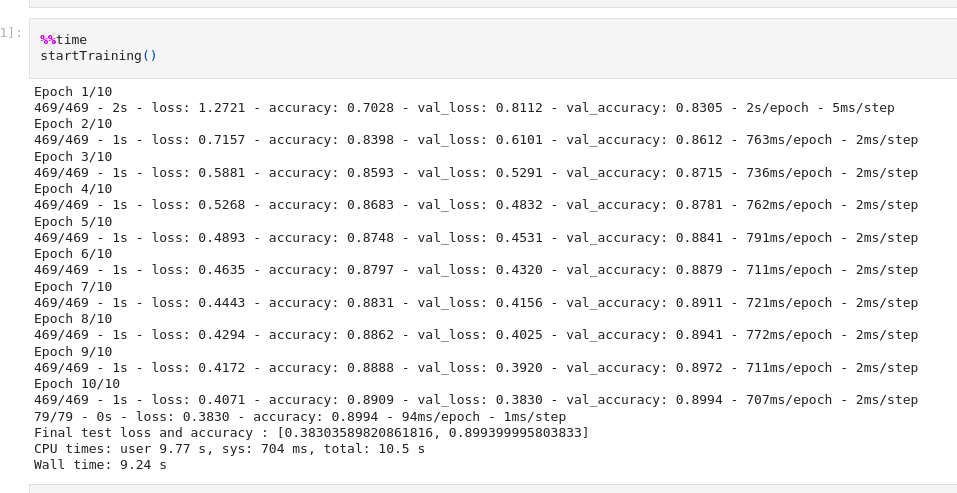 1]:
%%time
startTraining()
Epoch 1/10
469/469 - 2s - loss: 1.2721 - accuracy: 0.7028 - val_loss: 0.8112 - val_accuracy: 0.8305 - 2s/epoch - 5ms/step
Epoch 2/10
469/469 - 1s - loss: 0.7157 - accuracy: 0.8398 - val_loss: 0.6101 - val_accuracy: 0.8612 - 763ms/epoch - 2ms/step
Epoch 3/10
469/469 - 1s - loss: 0.5881 - accuracy: 0.8593 - val_loss: 0.5291 - val_accuracy: 0.8715 - 736ms/epoch - 2ms/step
Epoch 4/10
469/469 - 1s - loss: 0.5268 - accuracy: 0.8683 - val_loss: 0.4832 - val_accuracy: 0.8781 - 762ms/epoch - 2ms/step
Epoch 5/10
469/469 - 1s - loss: 0.4893 - accuracy: 0.8748 - val_loss: 0.4531 - val_accuracy: 0.8841 - 791ms/epoch - 2ms/step
Epoch 6/10
469/469 - 1s - loss: 0.4635 - accuracy: 0.8797 - val_loss: 0.4320 - val_accuracy: 0.8879 - 711ms/epoch - 2ms/step
Epoch 7/10
469/469 - 1s - loss: 0.4443 - accuracy: 0.8831 - val_loss: 0.4156 - val_accuracy: 0.8911 - 721ms/epoch - 2ms/step
Epoch 8/10
469/469 - 1s - loss: 0.4294 - accuracy: 0.8862 - val_loss: 0.4025 - val_accuracy: 0.8941 - 772ms/epoch - 2ms/step
Epoch 9/10
469/469 - 1s - loss: 0.4172 - accuracy: 0.8888 - val_loss: 0.3920 - val_accuracy: 0.8972 - 711ms/epoch - 2ms/step
Epoch 10/10
469/469 - 1s - loss: 0.4071 - accuracy: 0.8909 - val_loss: 0.3830 - val_accuracy: 0.8994 - 707ms/epoch - 2ms/step
79/79 - 0s - loss: 0.3830 - accuracy: 0.8994 - 94ms/epoch - 1ms/step
Final test loss and accuracy : [0.38303589820861816, 0.899399995803833]
CPU times: user 9.77 s, sys: 704 ms, total: 10.5 s
Wall time: 9.24 s